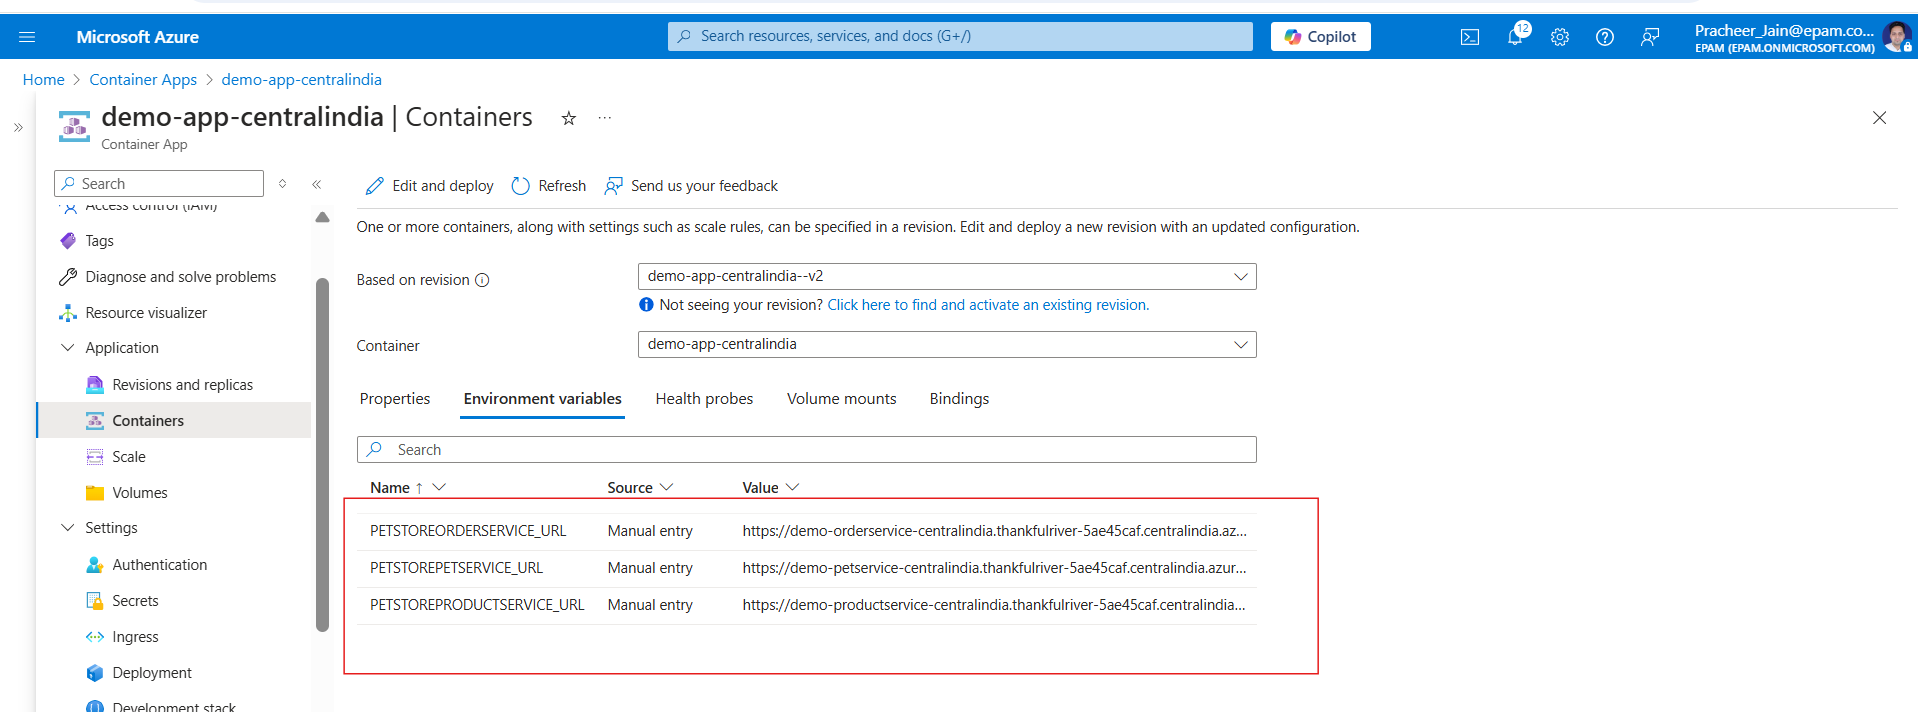 Microsoft Azure
Search resources, services, and docs (G+/)
Copilot
12
Pracheer_Jain@epam.co...
EPAM (EPAM.ONMICROSOFT.COM)
Home > Container Apps > demo-app-centralindia
demo-app-centralindia | Containers
Container App
Search
Access control (IAM)
Tags
Diagnose and solve problems
Resource visualizer
Application
Revisions and replicas
Containers
Scale
Volumes
Settings
Authentication
Secrets
Ingress
Deployment
Development stack
Edit and deploy
Refresh
Send us your feedback
One or more containers, along with settings such as scale rules, can be specified in a revision. Edit and deploy a new revision with an updated configuration.
Based on revision
demo-app-centralindia--v2
Not seeing your revision? Click here to find and activate an existing revision.
Container
demo-app-centralindia
Properties Environment variables Health probes Volume mounts Bindings
Search
Name ↑ Source Value
PETSTOREORDERSERVICE_URL Manual entry https://demo-orderservice-centralindia.thankfulriver-5ae45caf.centralindia.az...
PETSTOREPETSERVICE_URL Manual entry https://demo-petservice-centralindia.thankfulriver-5ae45caf.centralindia.azur...
PETSTOREPRODUCTSERVICE_URL Manual entry https://demo-productservice-centralindia.thankfulriver-5ae45caf.centralindia...